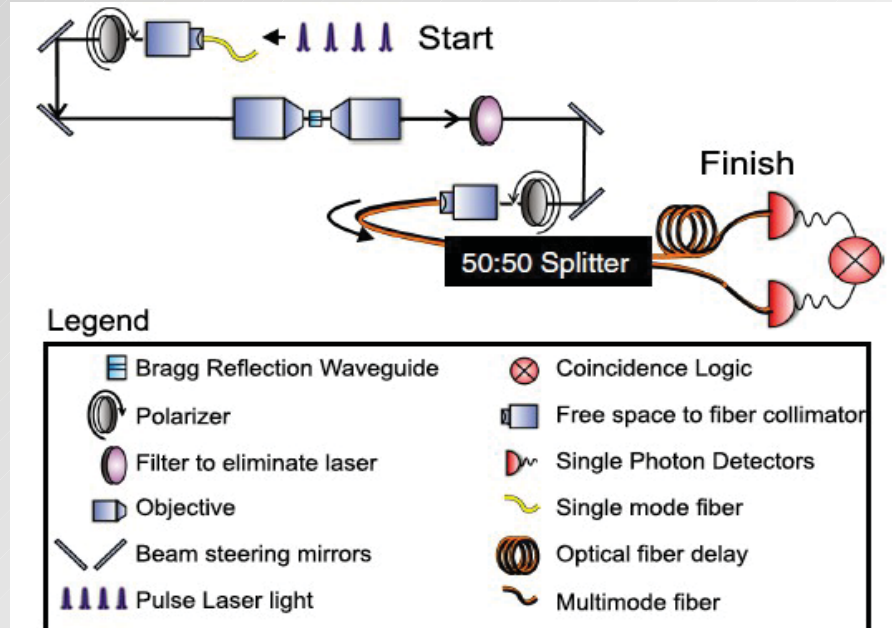 Start
Finish
50:50 Splitter
Legend
Bragg Reflection Waveguide
Polarizer
Filter to eliminate laser
Objective
Beam steering mirrors
Pulse Laser light
Coincidence Logic
Free space to fiber collimator
Single Photon Detectors
Single mode fiber
Optical fiber delay
Multimode fiber